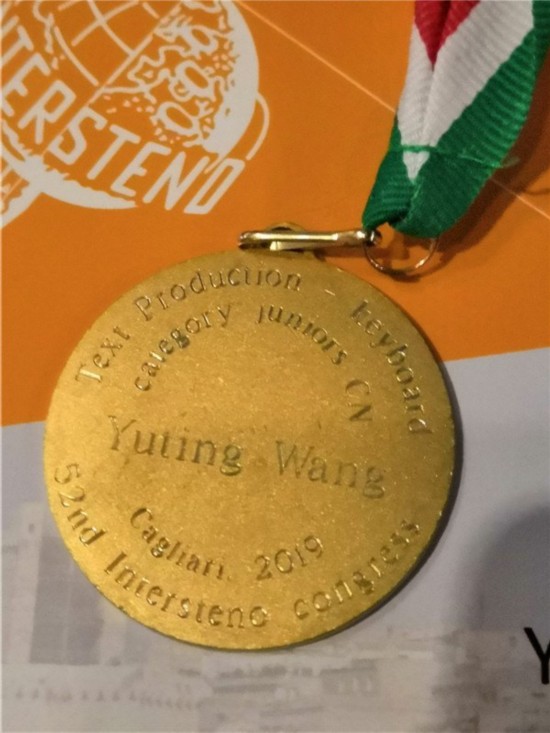 INTERSTENO
Text Production - keyboard
category juniors CN
Yuting Wang
Cagliari, 2019
52nd Intersteno congress
Y